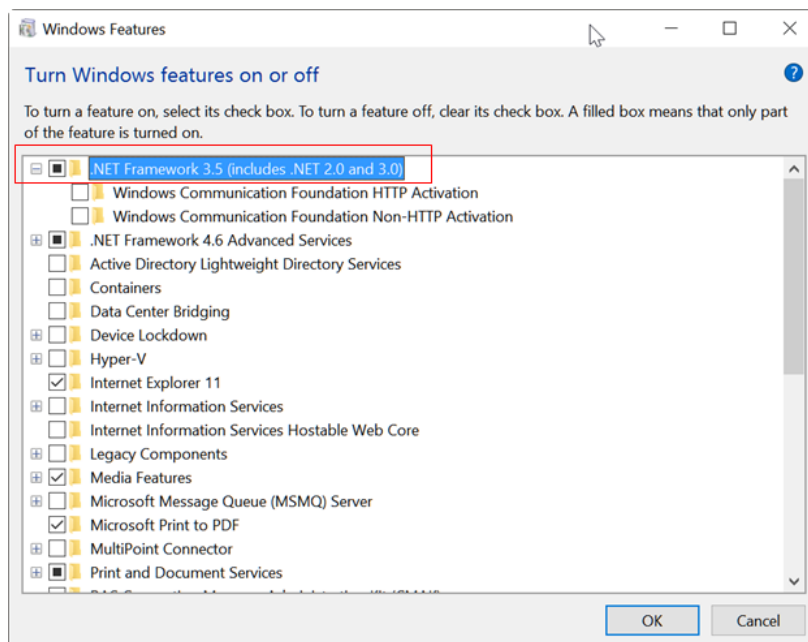 Windows Features
Turn Windows features on or off
?
To turn a feature on, select its check box. To turn a feature off, clear its check box. A filled box means that only part
of the feature is turned on.
.NET Framework 3.5 (includes .NET 2.0 and 3.0)
Windows Communication Foundation HTTP Activation
Windows Communication Foundation Non-HTTP Activation
.NET Framework 4.6 Advanced Services
Active Directory Lightweight Directory Services
Containers
Data Center Bridging
Device Lockdown
Hyper-V
Internet Explorer 11
Internet Information Services
Internet Information Services Hostable Web Core
Legacy Components
Media Features
Microsoft Message Queue (MSMQ) Server
Microsoft Print to PDF
MultiPoint Connector
Print and Document Services
OK Cancel